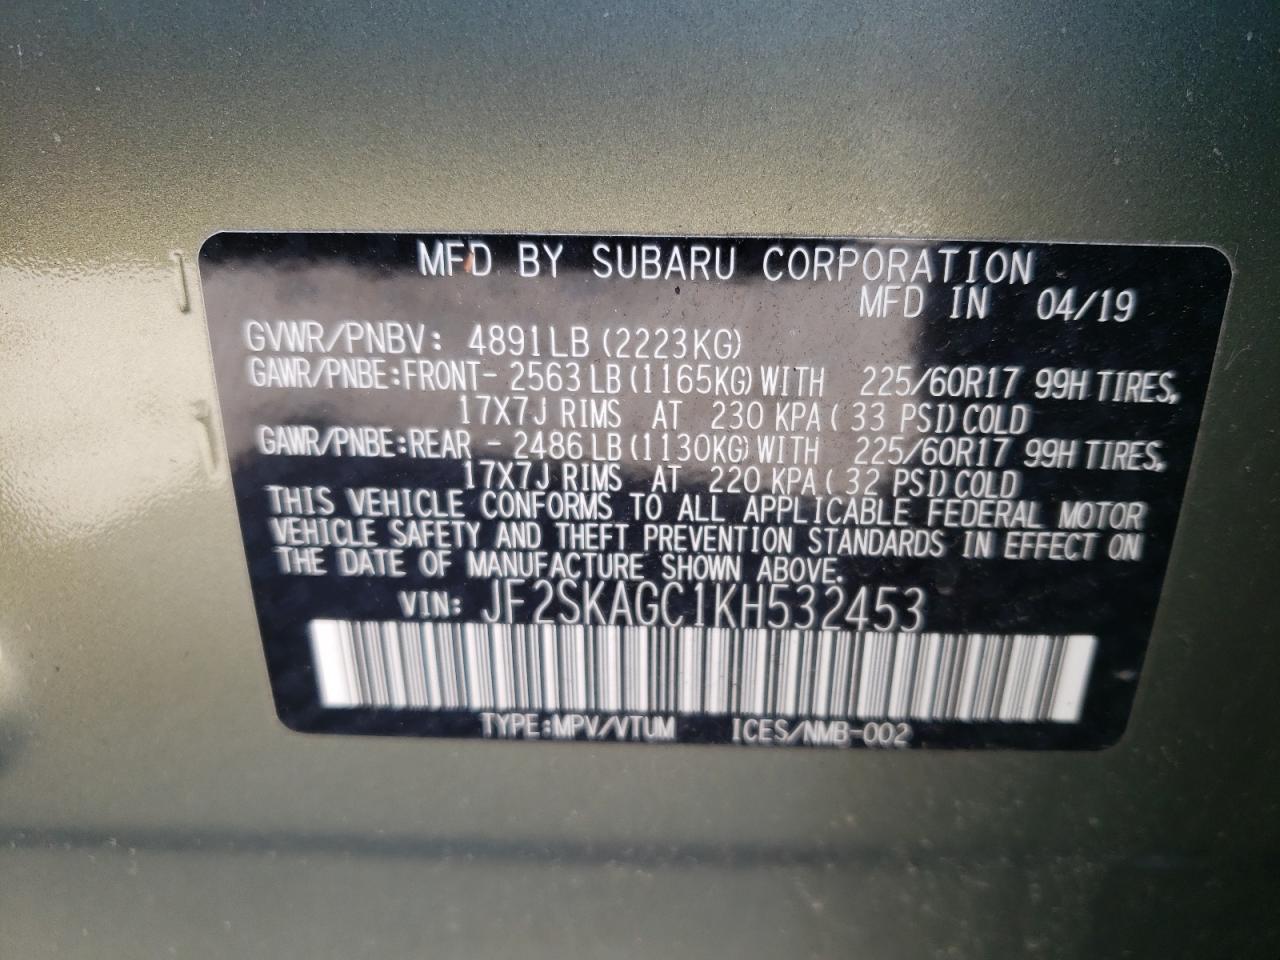 MFD BY SUBARU CORPORATION
MFD IN 04/19
GVWR/PNBV: 4891LB (2223KG)
GAWR/PNBE:FRONT- 2563LB(1165KG)WITH 225/60R17 99H TIRES,
17X7J RIMS AT 230 KPA( 33 PSI)COLD
GAWR/PNBE:REAR - 2486LB(1130KG)WITH 225/60R17 99H TIRES,
17X7J RIMS AT 220 KPA( 32 PSI)COLD
THIS VEHICLE CONFORMS TO ALL APPLICABLE FEDERAL MOTOR
VEHICLE SAFETY AND THEFT PREVENTION STANDARDS IN EFFECT ON
THE DATE OF MANUFACTURE SHOWN ABOVE.
VIN: JF2SKAGC1KH532453
TYPE:MPV/VTUM ICES/NMB-002